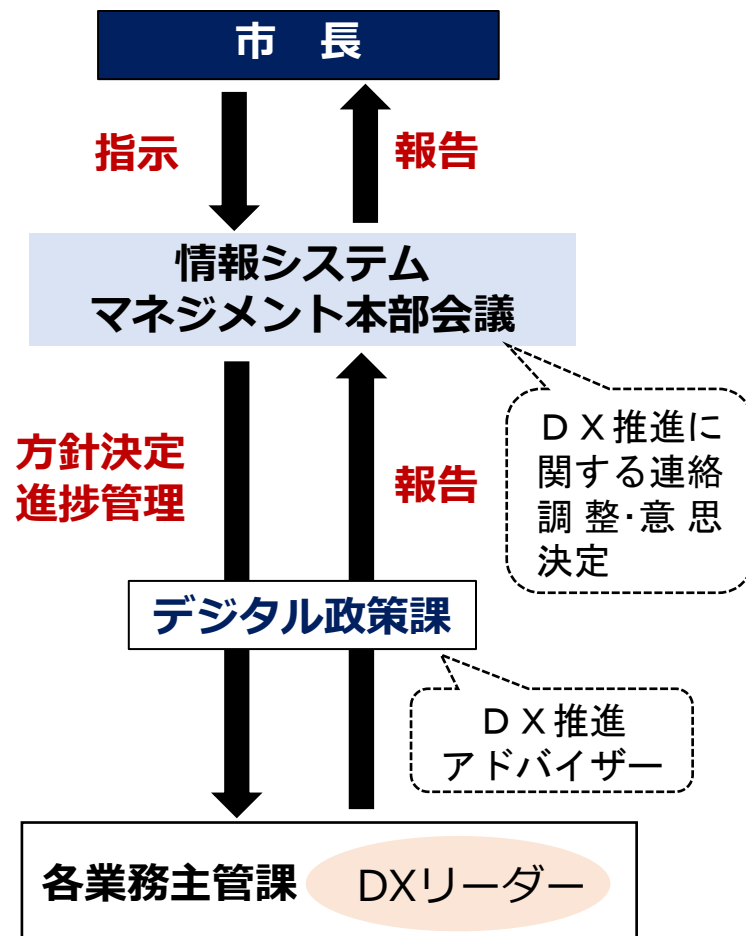 市　長
指示
報告
情報システム
マネジメント本部会議
方針決定
進捗管理
報告
ＤＸ推進に
関する連絡
調整・意思
決定
デジタル政策課
ＤＸ推進
アドバイザー
各業務主管課
DXリーダー